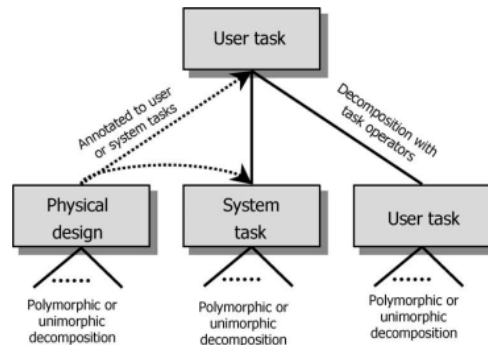 User task
Annotated to user
or system tasks
Decomposition with
task operators
Physical
design
System
task
User task
......
......
......
Polymorphic or
unimorphic
decomposition
Polymorphic or
unimorphic
decomposition
Polymorphic or
unimorphic
decomposition